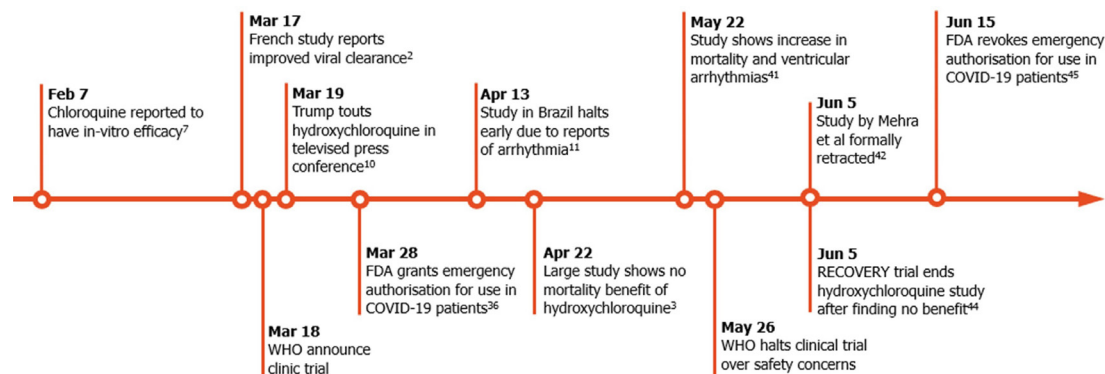 Feb 7
Chloroquine reported to
have in-vitro efficacy⁷
Mar 17
French study reports
improved viral clearance²
Mar 18
WHO announce
clinic trial
Mar 19
Trump touts
hydroxychloroquine in
televised press
conference¹⁰
Mar 28
FDA grants emergency
authorisation for use in
COVID-19 patients³⁶
Apr 13
Study in Brazil halts
early due to reports
of arrhythmia¹¹
Apr 22
Large study shows no
mortality benefit of
hydroxychloroquine³
May 22
Study shows increase in
mortality and ventricular
arrhythmias⁴¹
May 26
WHO halts clinical trial
over safety concerns
Jun 5
Study by Mehra
et al formally
retracted⁴²
Jun 5
RECOVERY trial ends
hydroxychloroquine study
after finding no benefit⁴⁴
Jun 15
FDA revokes emergency
authorisation for use in
COVID-19 patients⁴⁵